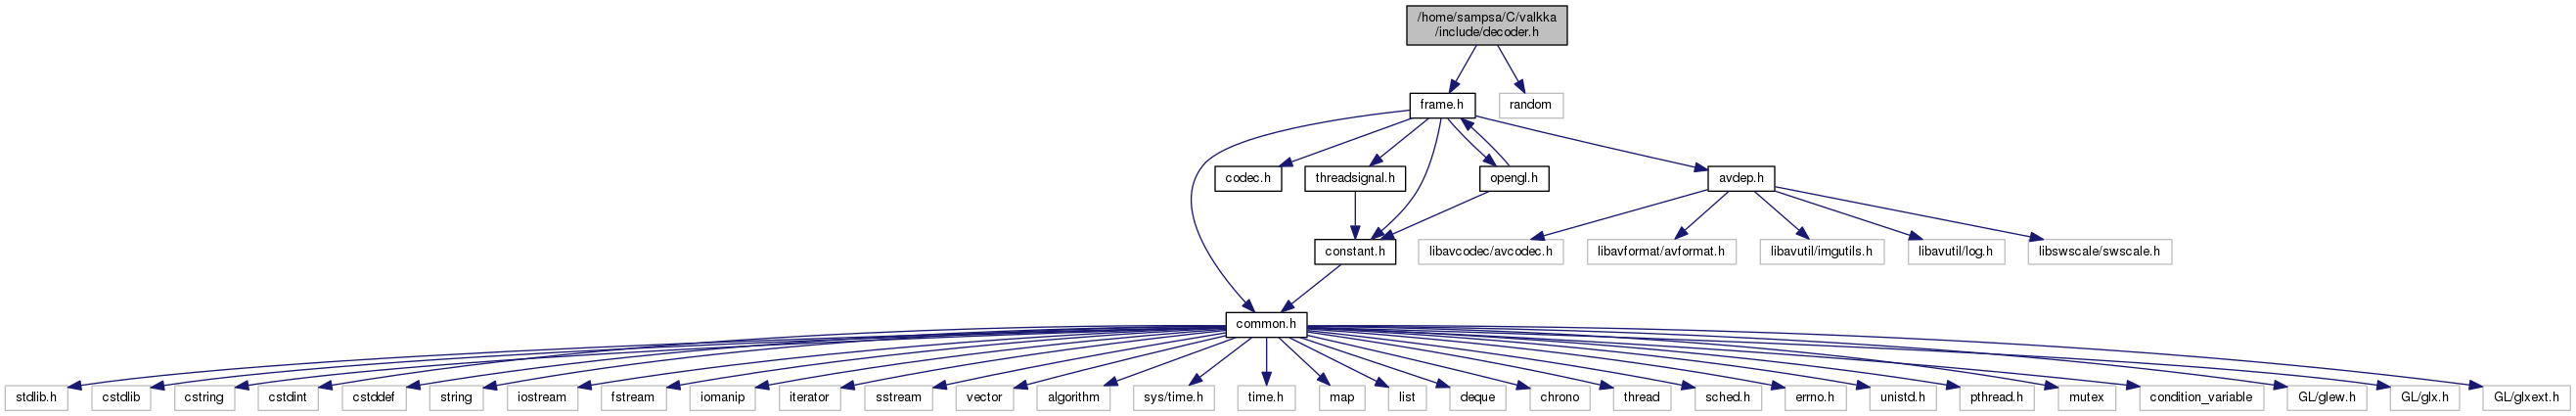 /home/sampsa/C/valkka
/include/decoder.h
frame.h
random
codec.h
threadsignal.h
opengl.h
avdep.h
constant.h
libavcodec/avcodec.h
libavformat/avformat.h
libavutil/imgutils.h
libavutil/log.h
libswscale/swscale.h
common.h
stdlib.h
cstdlib
cstring
cstdint
cstddef
string
iostream
fstream
iomanip
iterator
sstream
vector
algorithm
sys/time.h
time.h
map
list
deque
chrono
thread
sched.h
errno.h
unistd.h
pthread.h
mutex
condition_variable
GL/glew.h
GL/glx.h
GL/glxext.h